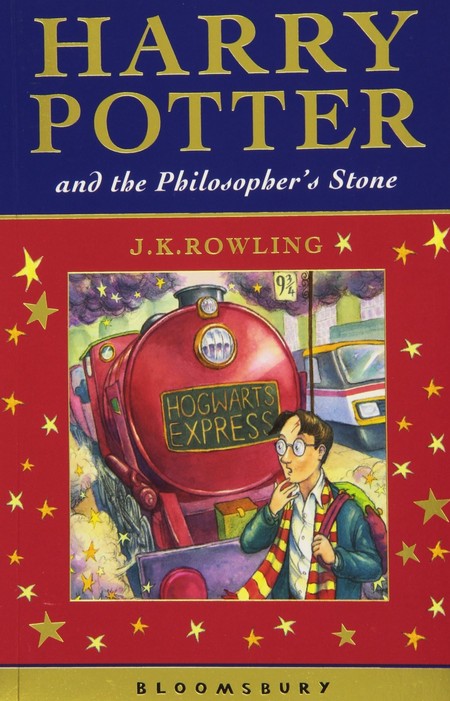 HARRY
POTTER
and the Philosopher's Stone
J.K.ROWLING
9¾
HOGWARTS
EXPRESS
BLOOMSBURY